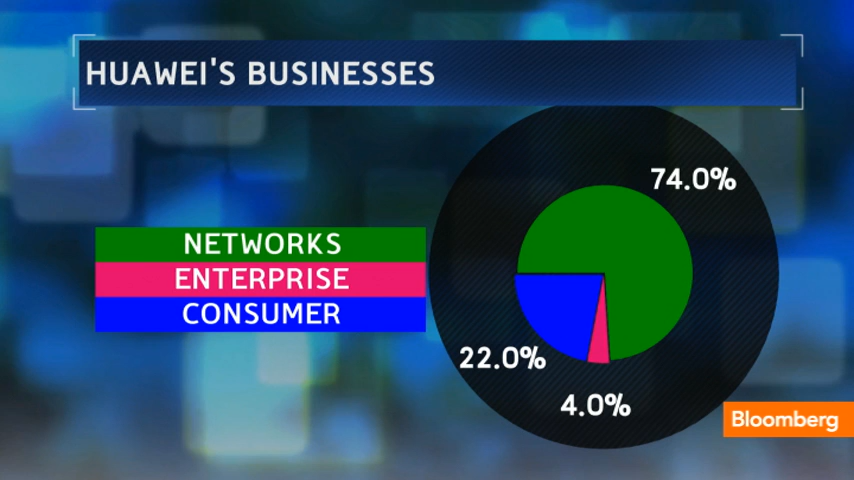 HUAWEI'S BUSINESSES
74.0%
NETWORKS
ENTERPRISE
CONSUMER
22.0%
4.0%
Bloomberg